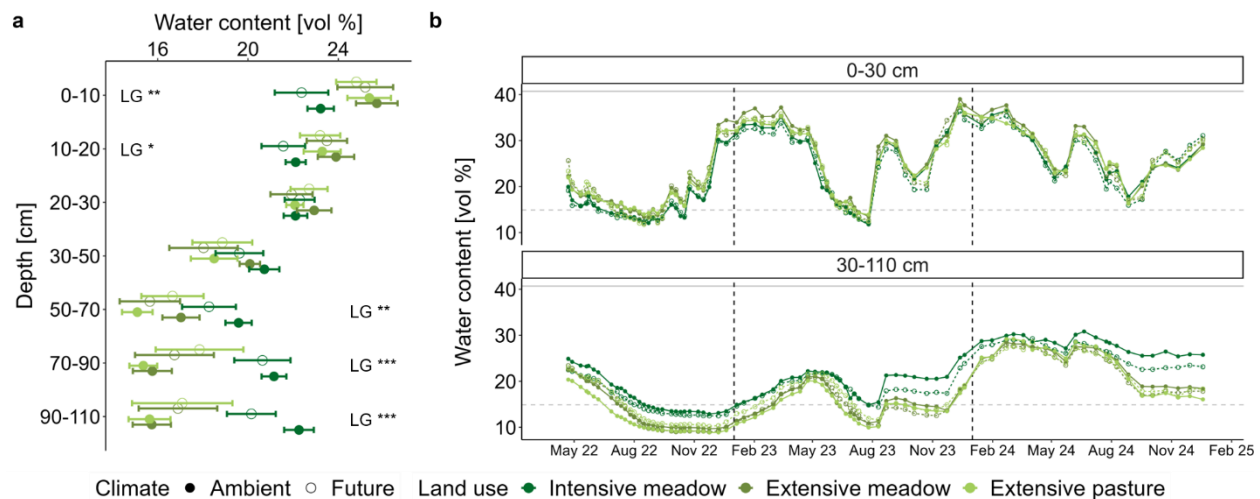 a
Water content [vol %]
16 20 24
Depth [cm]
0-10
10-20
20-30
30-50
50-70
70-90
90-110
LG **
LG *
LG **
LG ***
LG ***
b
Water content [vol %]
0-30 cm
40
30
20
10
30-110 cm
40
30
20
10
May 22 Aug 22 Nov 22 Feb 23 May 23 Aug 23 Nov 23 Feb 24 May 24 Aug 24 Nov 24 Feb 25
Climate Ambient Future Land use Intensive meadow Extensive meadow Extensive pasture